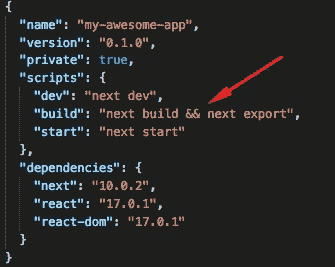 {
"name": "my-awesome-app",
"version": "0.1.0",
"private": true,
"scripts": {
"dev": "next dev",
"build": "next build && next export",
"start": "next start"
},
"dependencies": {
"next": "10.0.2",
"react": "17.0.1",
"react-dom": "17.0.1"
}
}